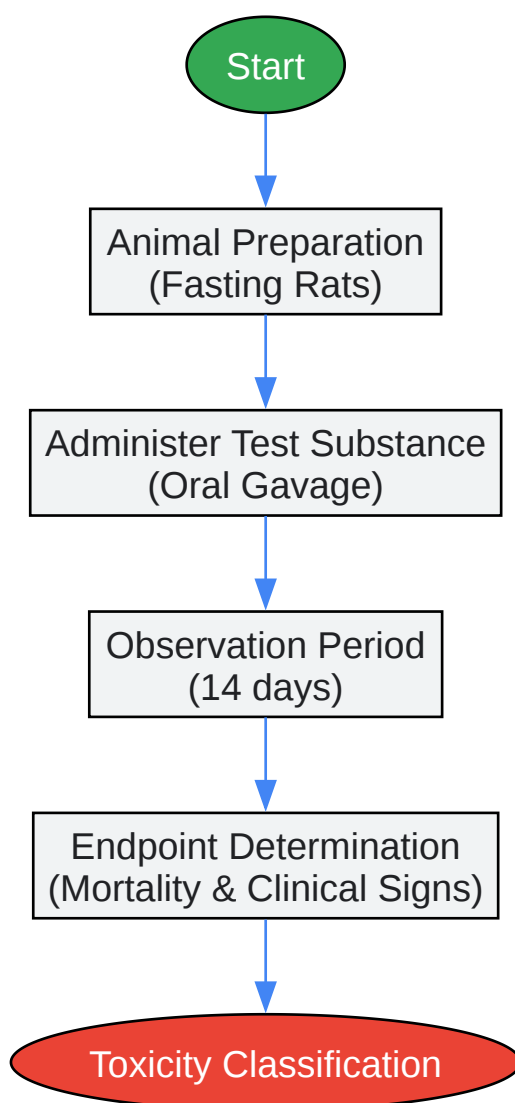 Start
Animal Preparation
(Fasting Rats)
Administer Test Substance
(Oral Gavage)
Observation Period
(14 days)
Endpoint Determination
(Mortality & Clinical Signs)
Toxicity Classification